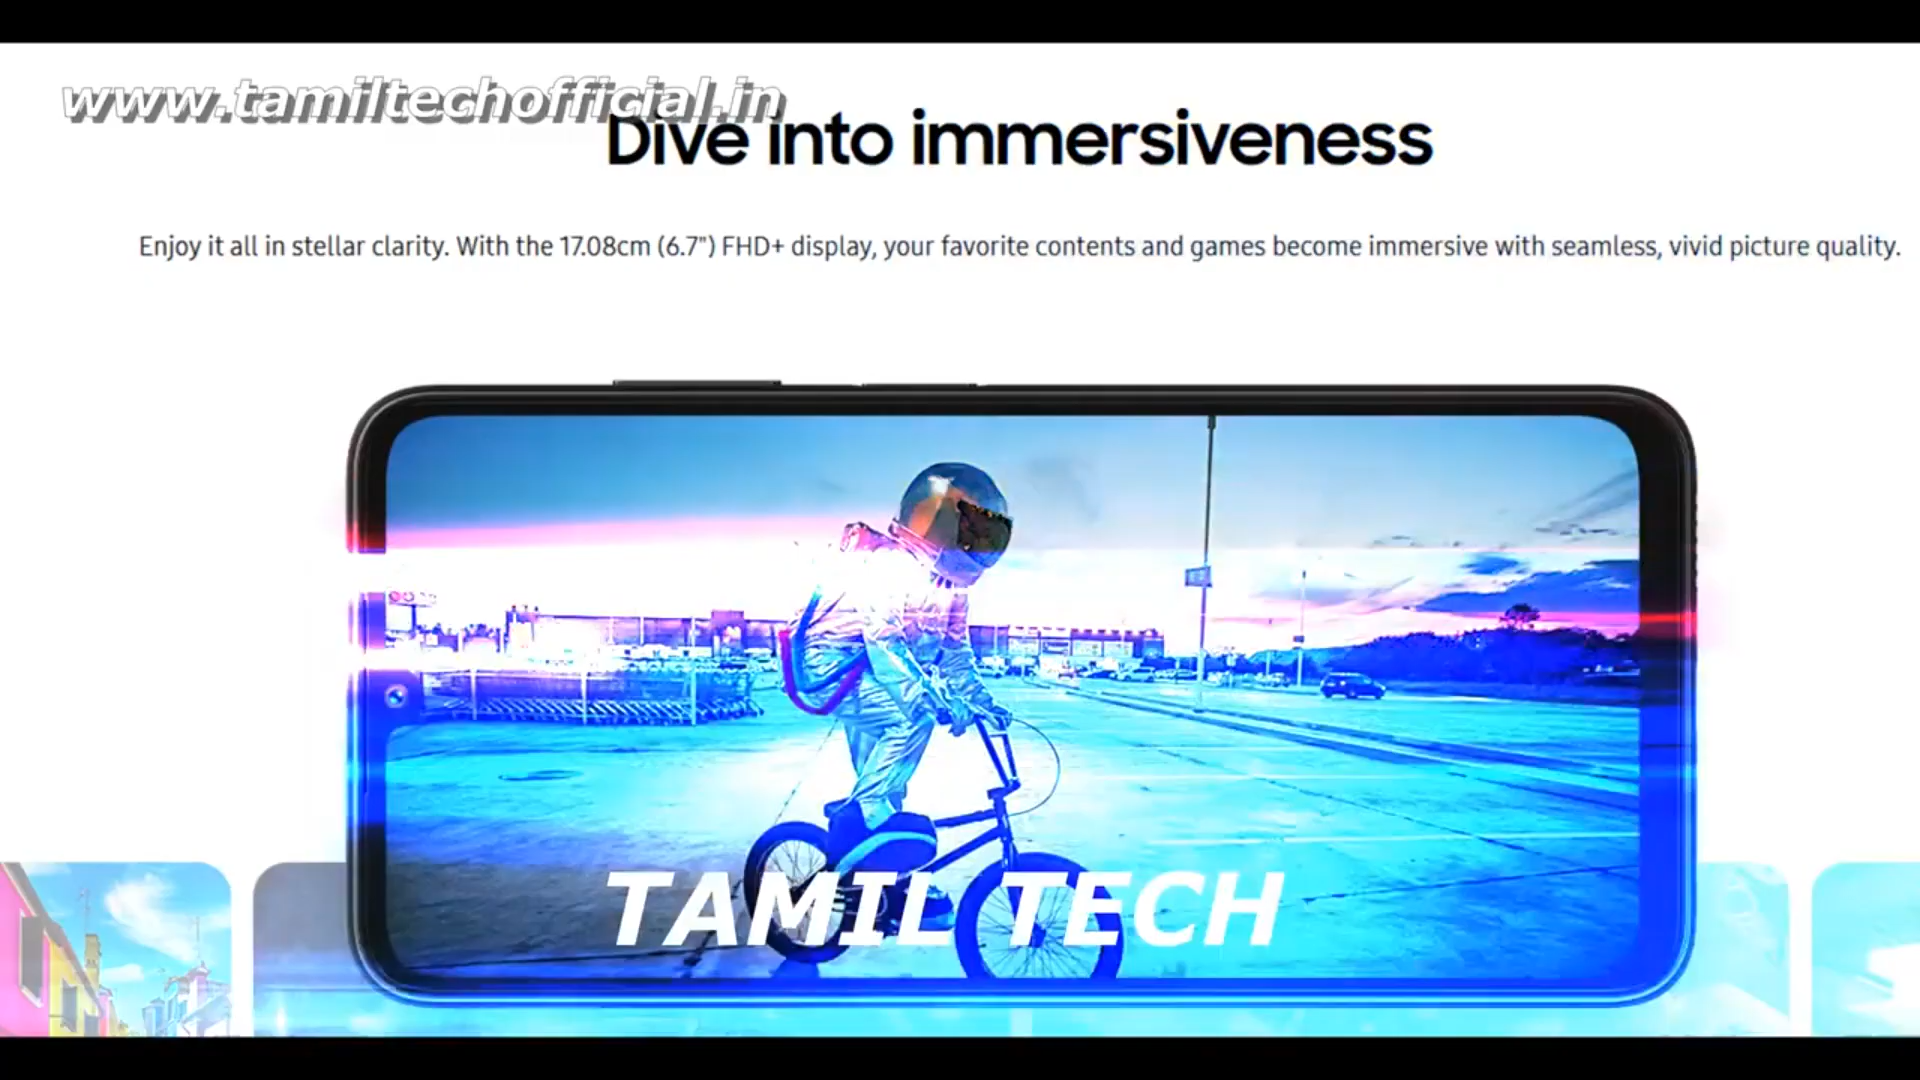 www.tamiltechofficial.in
Dive into immersiveness
Enjoy it all in stellar clarity. With the 17.08cm (6.7") FHD+ display, your favorite contents and games become immersive with seamless, vivid picture quality.
TAMIL TECH